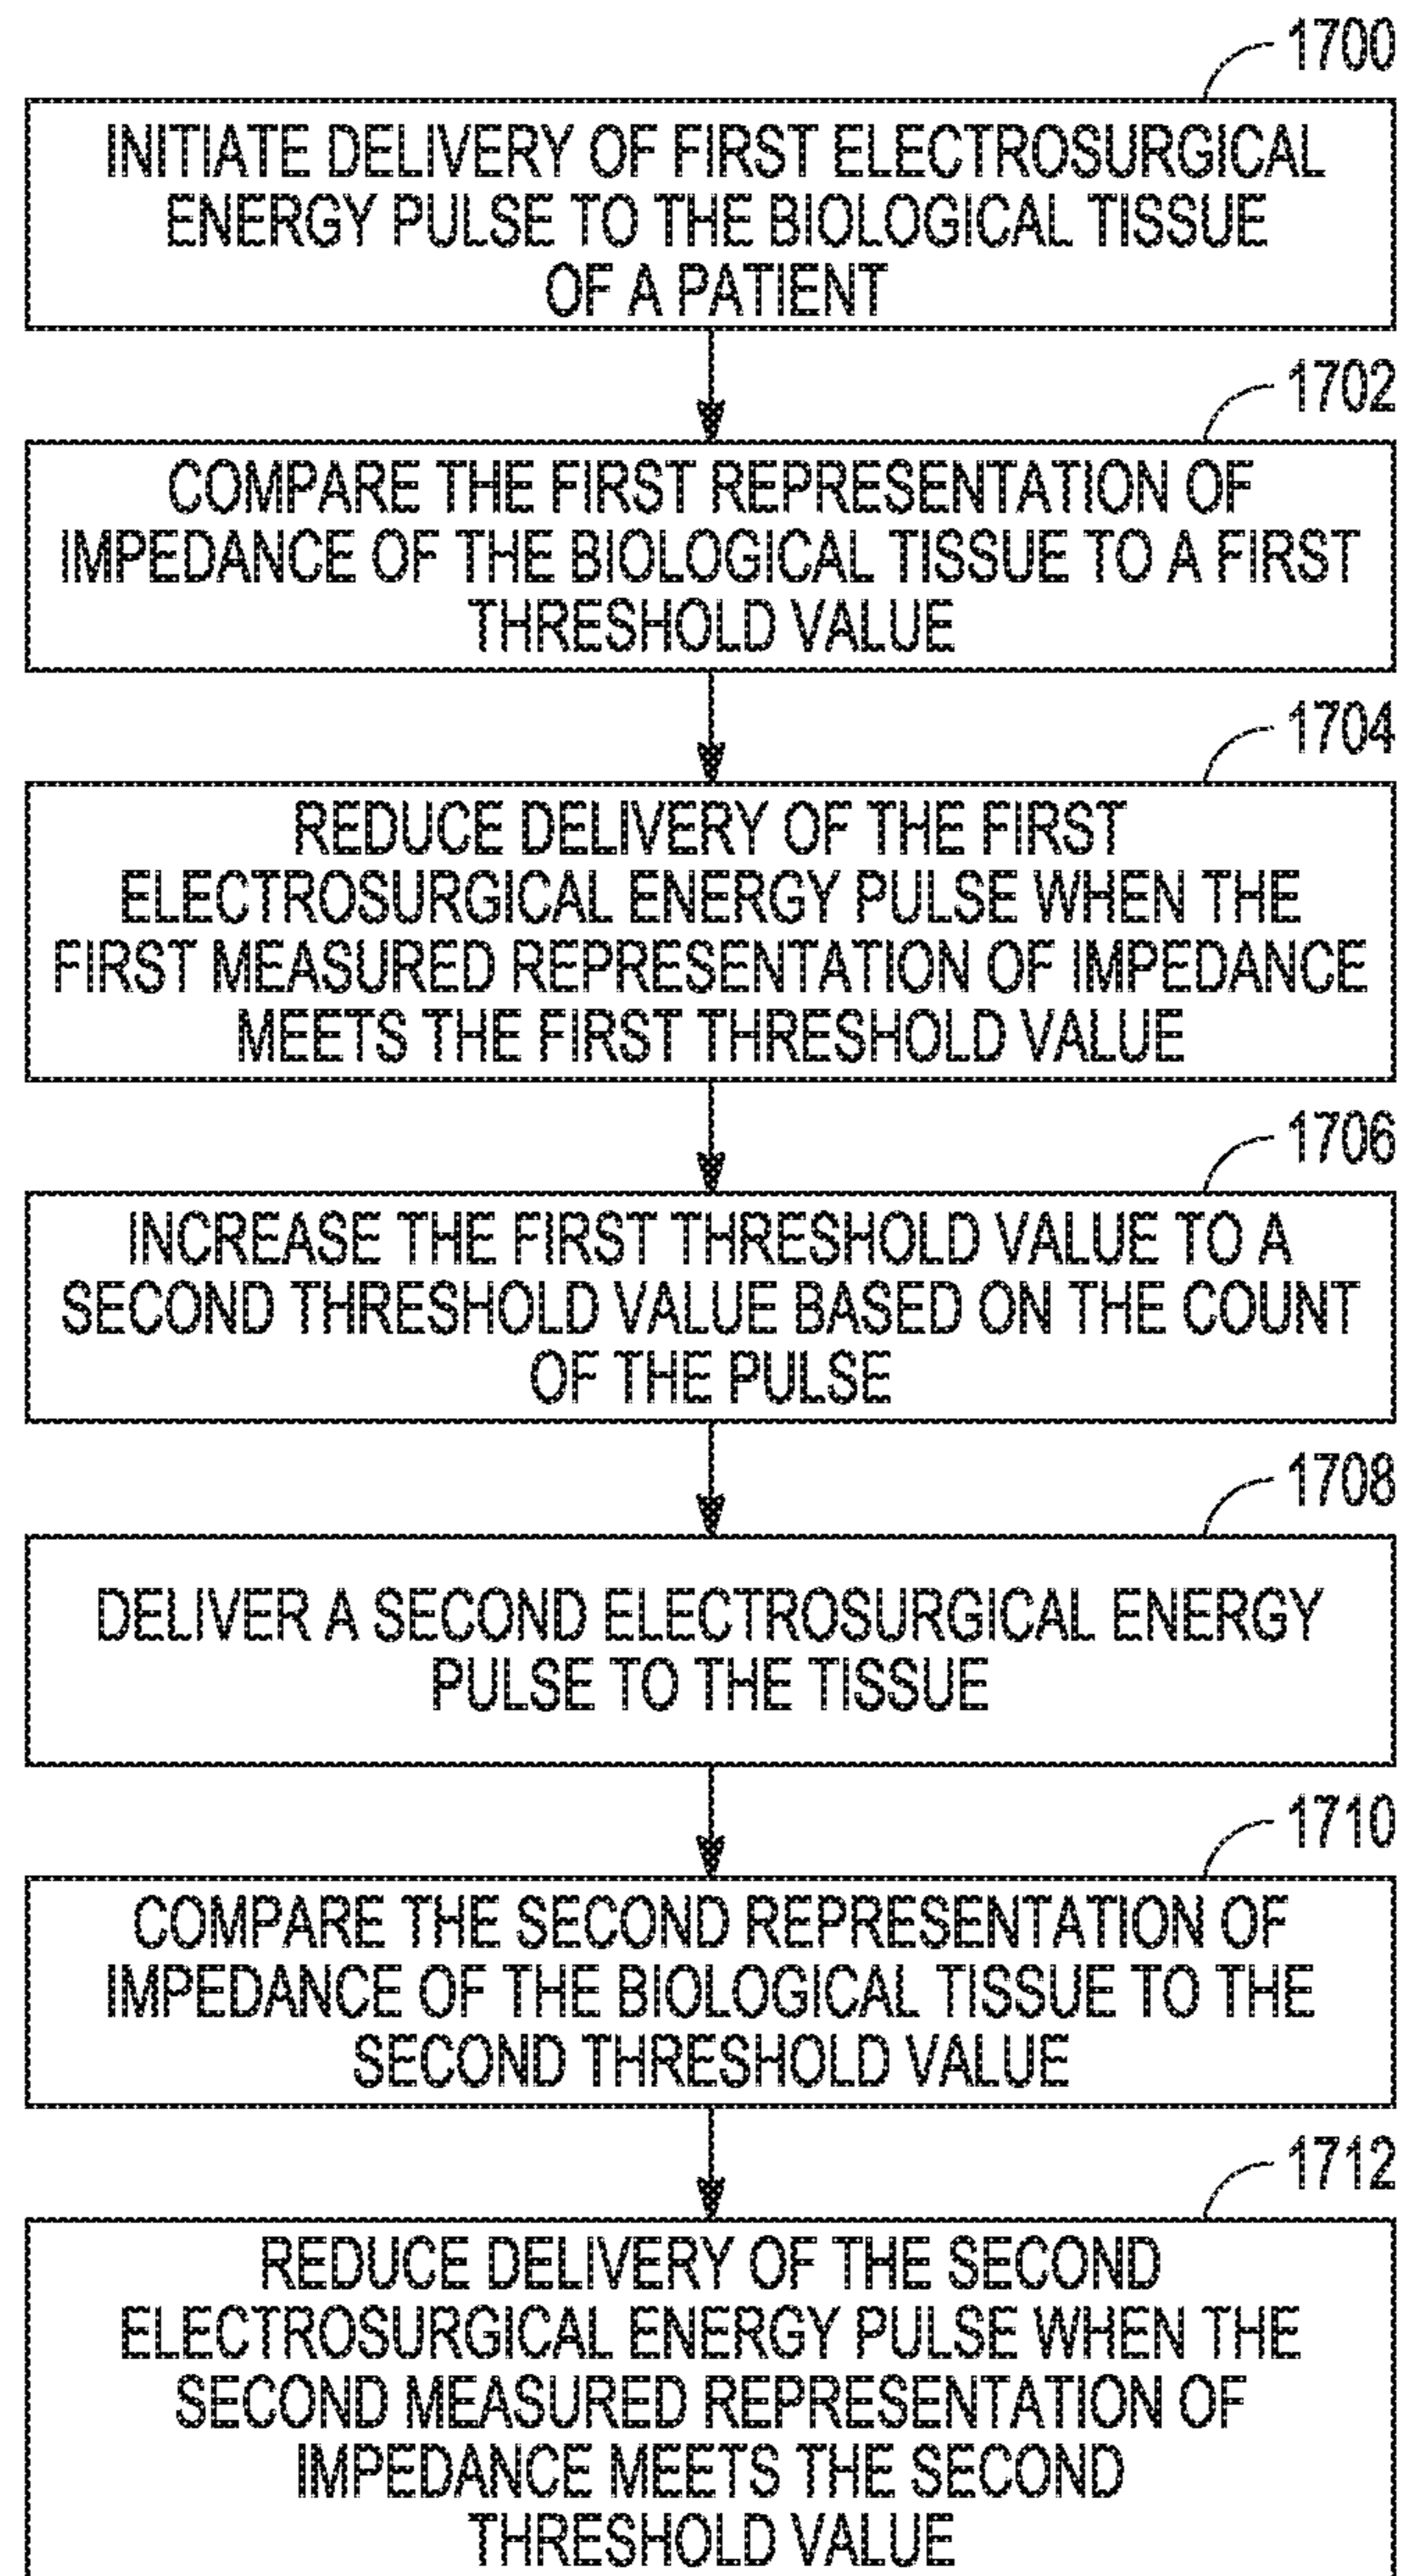 1700
INITIATE DELIVERY OF FIRST ELECTROSURGICAL
ENERGY PULSE TO THE BIOLOGICAL TISSUE
OF A PATIENT
1702
COMPARE THE FIRST REPRESENTATION OF
IMPEDANCE OF THE BIOLOGICAL TISSUE TO A FIRST
THRESHOLD VALUE
1704
REDUCE DELIVERY OF THE FIRST
ELECTROSURGICAL ENERGY PULSE WHEN THE
FIRST MEASURED REPRESENTATION OF IMPEDANCE
MEETS THE FIRST THRESHOLD VALUE
1706
INCREASE THE FIRST THRESHOLD VALUE TO A
SECOND THRESHOLD VALUE BASED ON THE COUNT
OF THE PULSE
1708
DELIVER A SECOND ELECTROSURGICAL ENERGY
PULSE TO THE TISSUE
1710
COMPARE THE SECOND REPRESENTATION OF
IMPEDANCE OF THE BIOLOGICAL TISSUE TO THE
SECOND THRESHOLD VALUE
1712
REDUCE DELIVERY OF THE SECOND
ELECTROSURGICAL ENERGY PULSE WHEN THE
SECOND MEASURED REPRESENTATION OF
IMPEDANCE MEETS THE SECOND
THRESHOLD VALUE